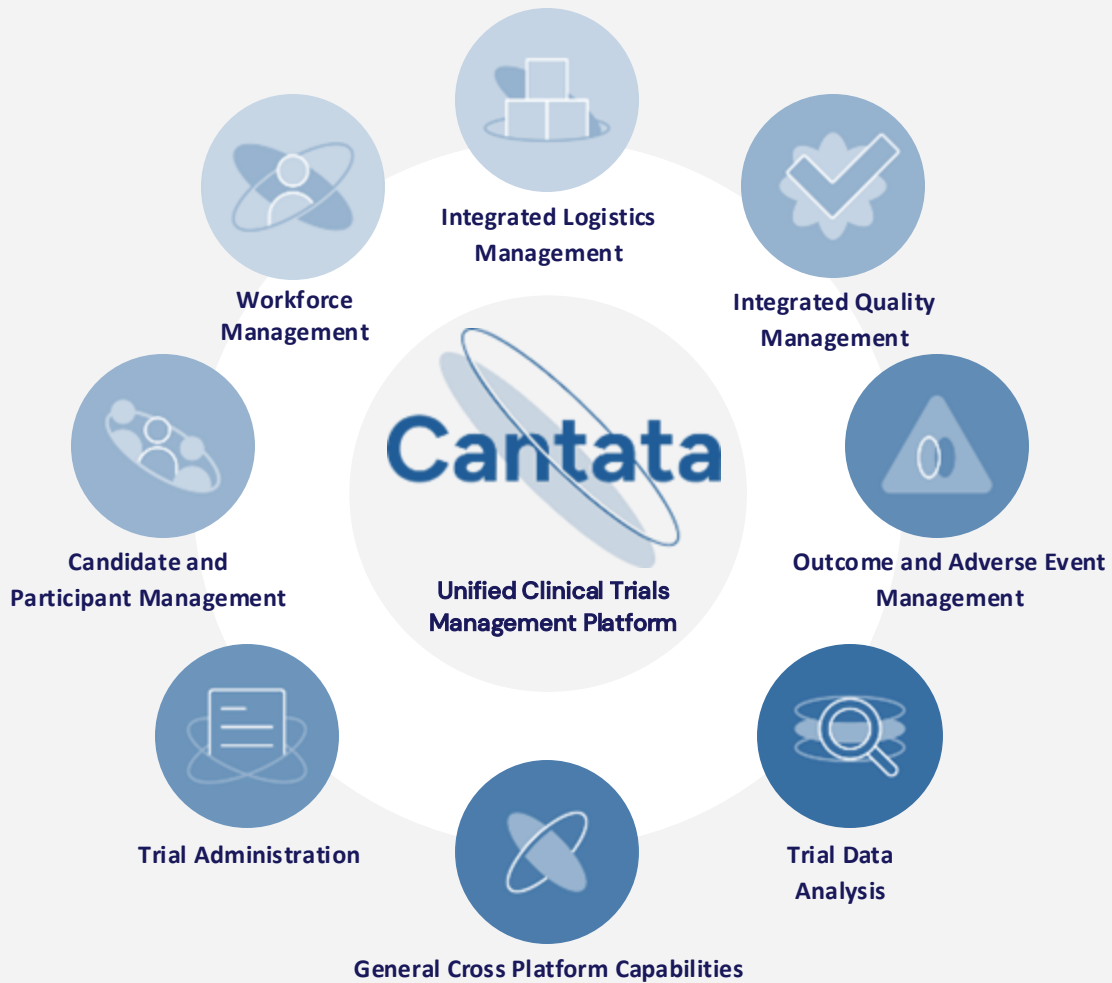 Integrated Logistics
Management
Workforce
Management
Integrated Quality
Management
Cantata
Unified Clinical Trials
Management Platform
Candidate and
Participant Management
Outcome and Adverse Event
Management
Trial Administration
Trial Data
Analysis
General Cross Platform Capabilities